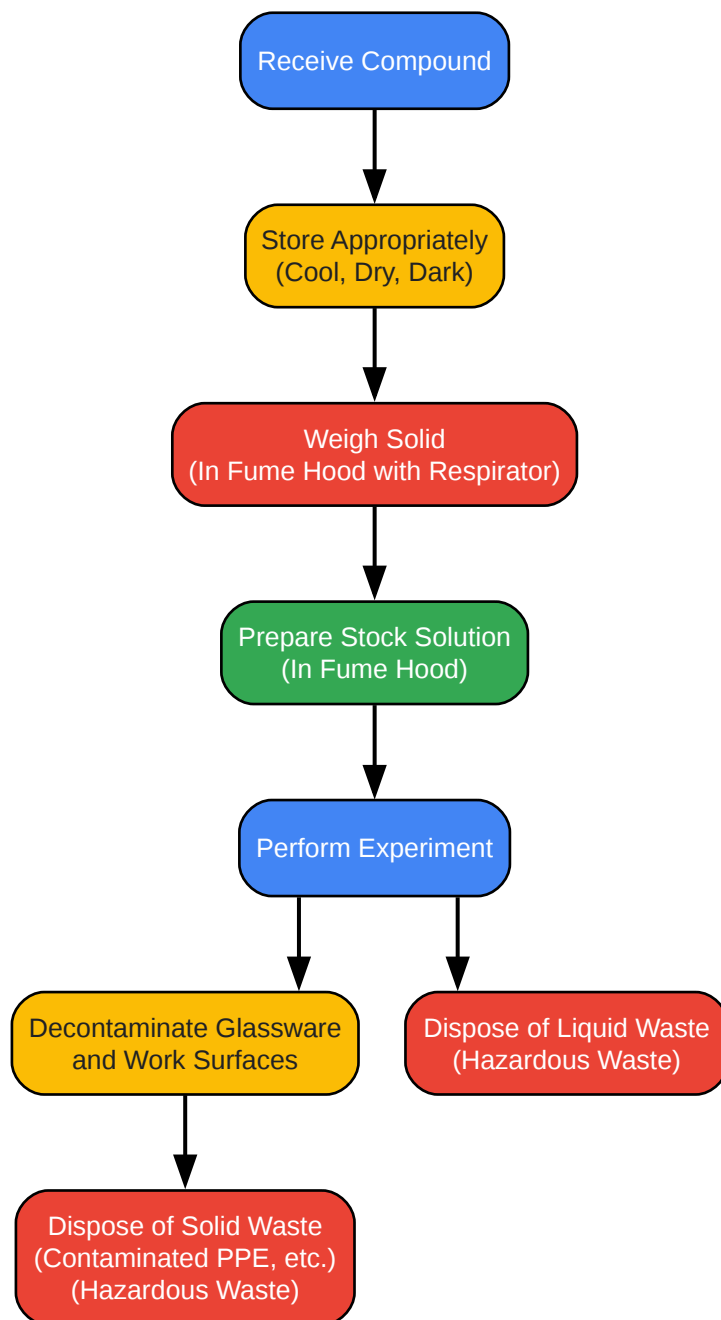 Receive Compound
Store Appropriately
(Cool, Dry, Dark)
Weigh Solid
(In Fume Hood with Respirator)
Prepare Stock Solution
(In Fume Hood)
Perform Experiment
Decontaminate Glassware
and Work Surfaces
Dispose of Liquid Waste
(Hazardous Waste)
Dispose of Solid Waste
(Contaminated PPE, etc.)
(Hazardous Waste)